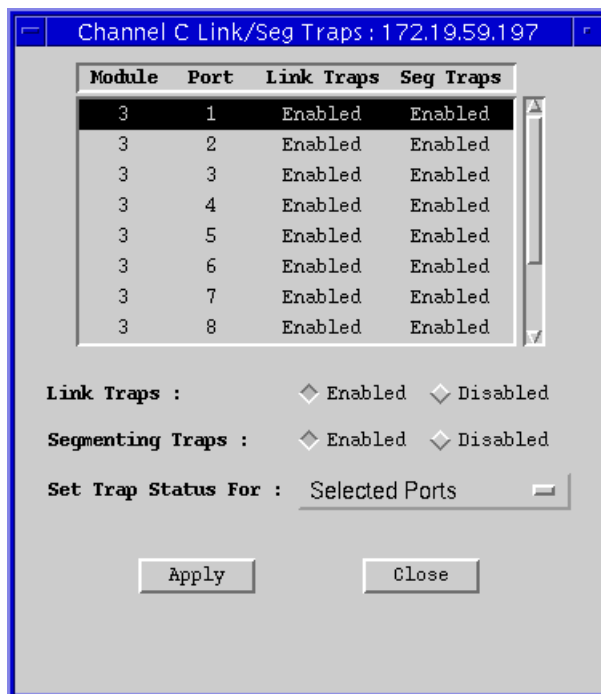 Channel C Link/Seg Traps : 172.19.59.197
Module Port Link Traps Seg Traps
3 1 Enabled Enabled
3 2 Enabled Enabled
3 3 Enabled Enabled
3 4 Enabled Enabled
3 5 Enabled Enabled
3 6 Enabled Enabled
3 7 Enabled Enabled
3 8 Enabled Enabled
Link Traps : Enabled Disabled
Segmenting Traps : Enabled Disabled
Set Trap Status For : Selected Ports
Apply Close